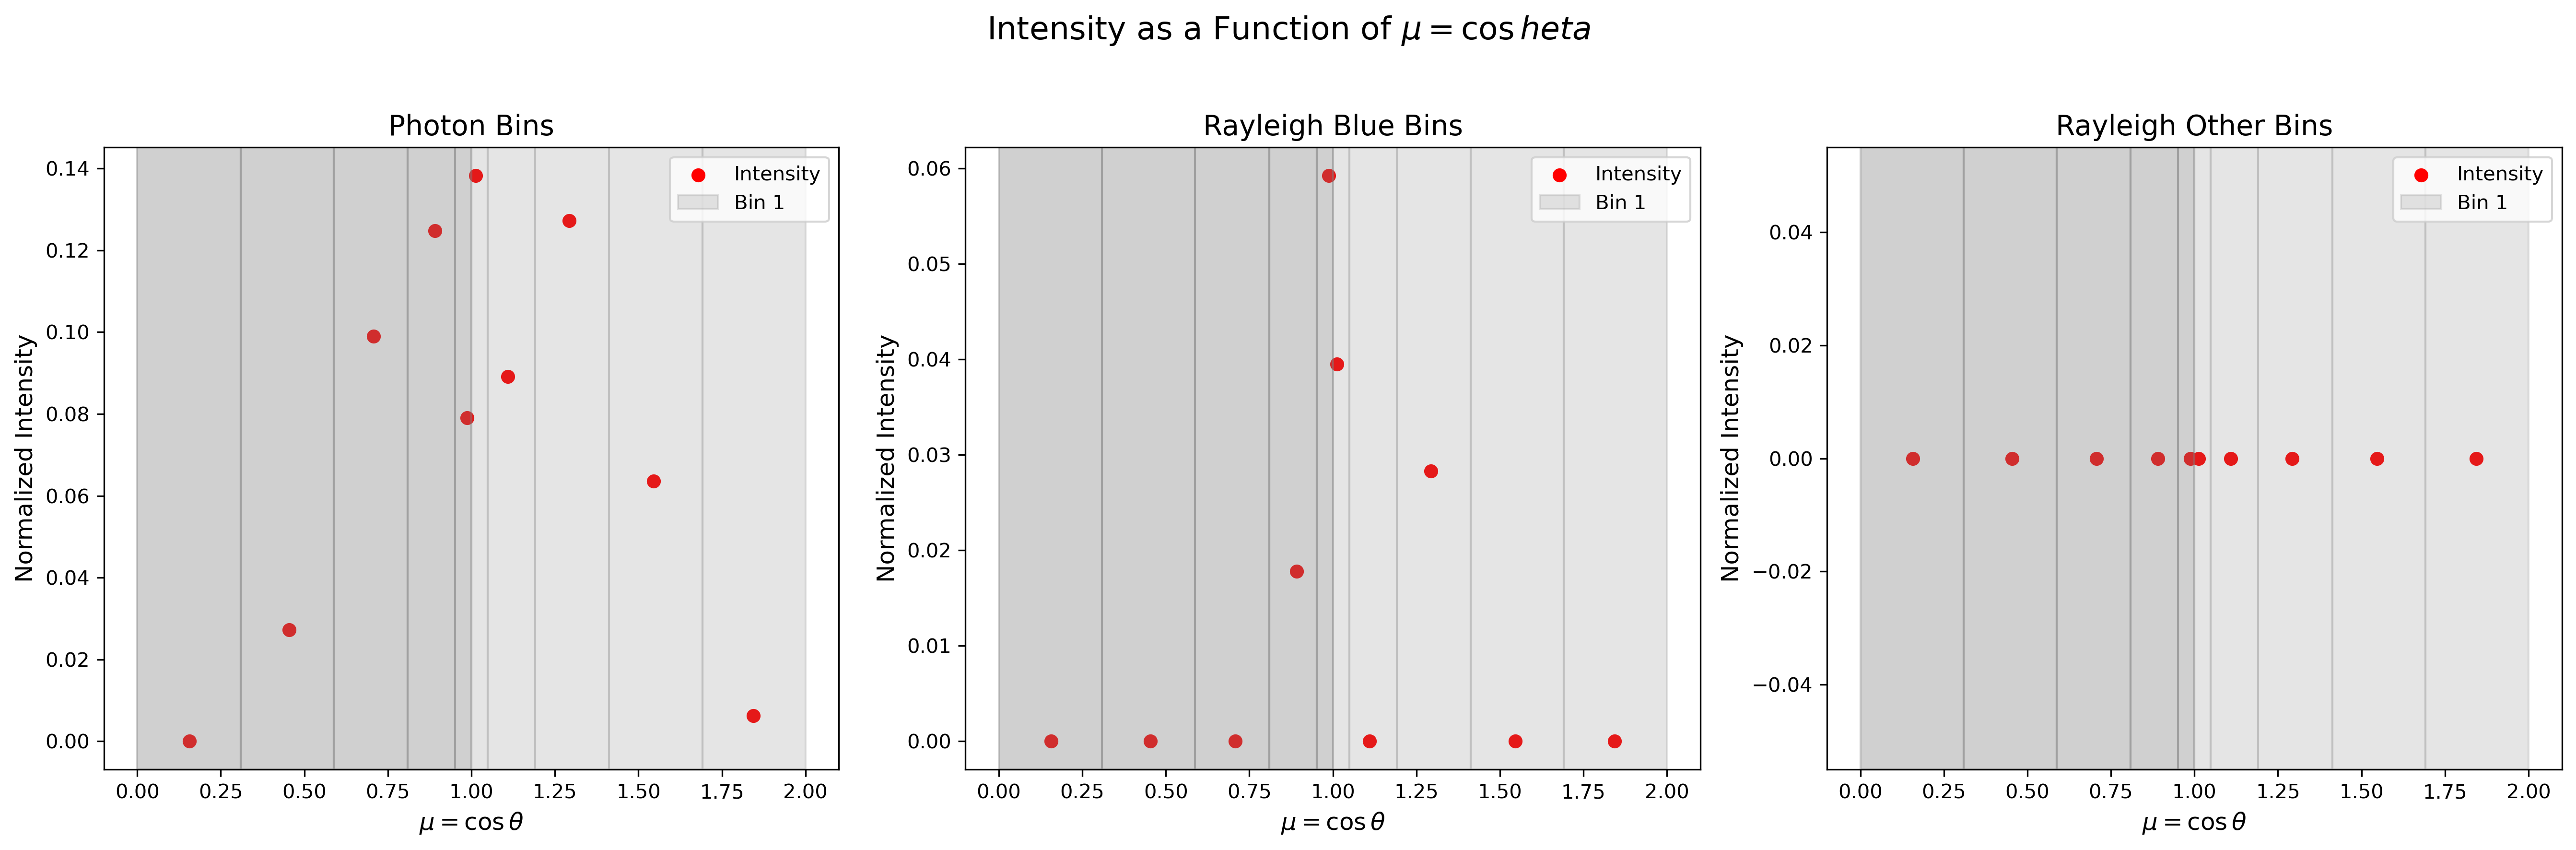 Intensity as a Function of μ = cos heta
Photon Bins
Normalized Intensity
0.14
0.12
0.10
0.08
0.06
0.04
0.02
0.00
Intensity
Bin 1
0.00 0.25 0.50 0.75 1.00 1.25 1.50 1.75 2.00
μ = cos θ
Rayleigh Blue Bins
Normalized Intensity
0.06
0.05
0.04
0.03
0.02
0.01
0.00
Intensity
Bin 1
0.00 0.25 0.50 0.75 1.00 1.25 1.50 1.75 2.00
μ = cos θ
Rayleigh Other Bins
Normalized Intensity
0.04
0.02
0.00
−0.02
−0.04
Intensity
Bin 1
0.00 0.25 0.50 0.75 1.00 1.25 1.50 1.75 2.00
μ = cos θ